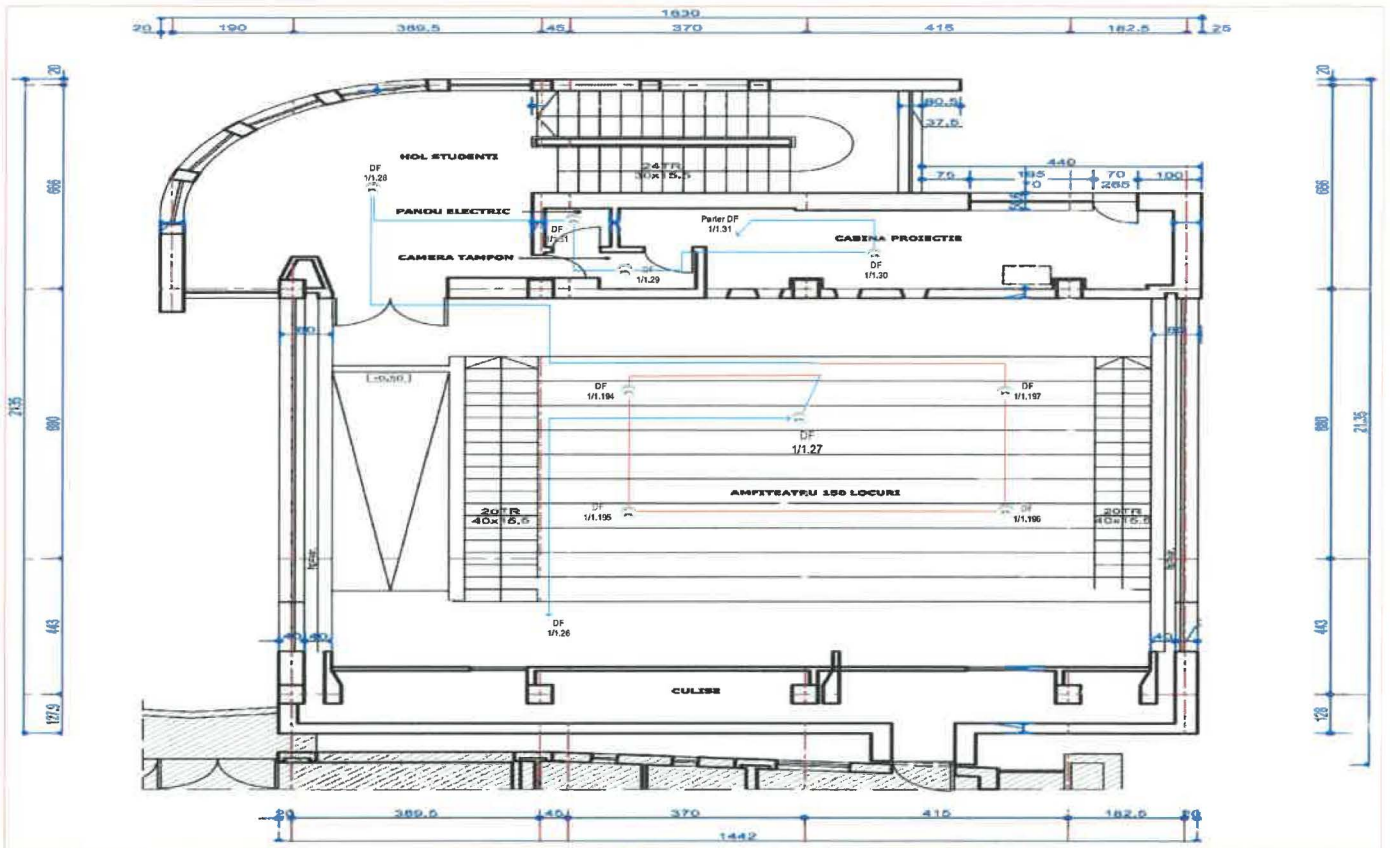 1630
20 190 389.5 45 370 415 182.5 25
20
20
80.5
37.5
HOL STUDENTI
DF
1/1.28
24TR
30x15.5
440
75 195 70 100
70 265
666
666
PANOU ELECTRIC
DF
Parter DF
1/1.31
CABINA PROIECTIE
CAMERA TAMPON
DF
1/1.29
DF
1/1.30
80
-0.50
DF
1/1.194
DF
1/1.197
2135
880
880
21.35
DF
1/1.27
AMFITEATRU 150 LOCURI
20TR
40x15.5
DF
1/1.195
DF
1/1.196
20TR
40x15.5
DF
1/1.26
443
443
40 40
40
CULISE
127.9
128
20 389.5 45 370 415 182.5 20
1442